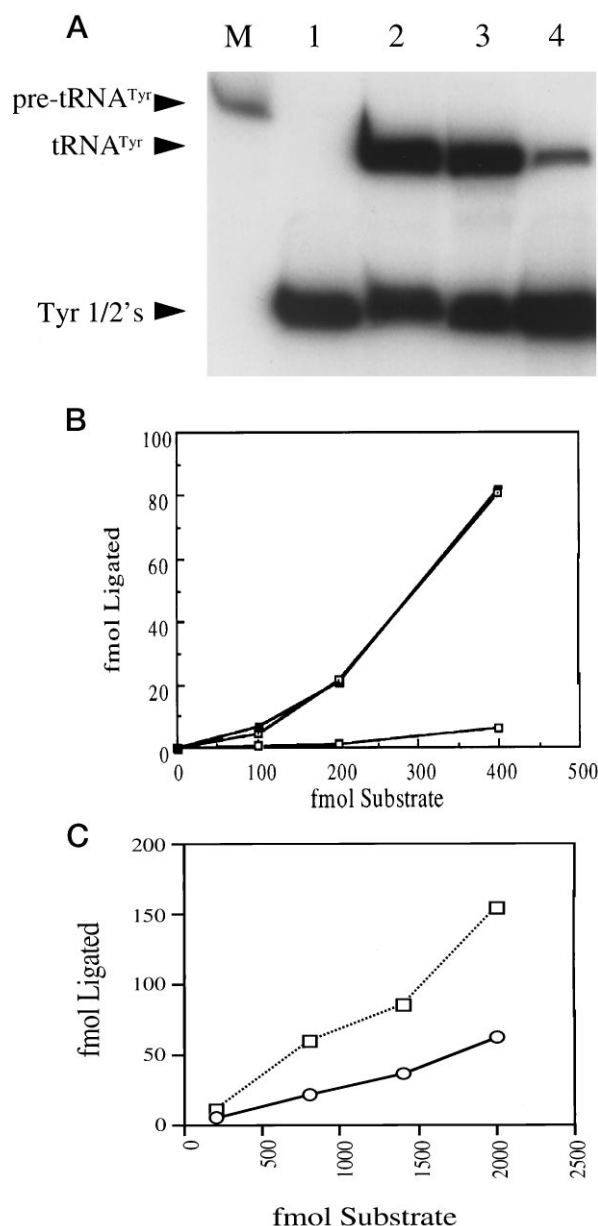 A
M 1 2 3 4
pre-tRNAᵀʸʳ
tRNAᵀʸʳ
Tyr 1/2's
B
100
80
60
40
20
0
fmol Ligated
0 100 200 300 400 500
fmol Substrate
C
200
150
100
50
0
fmol Ligated
0 500 1000 1500 2000 2500
fmol Substrate